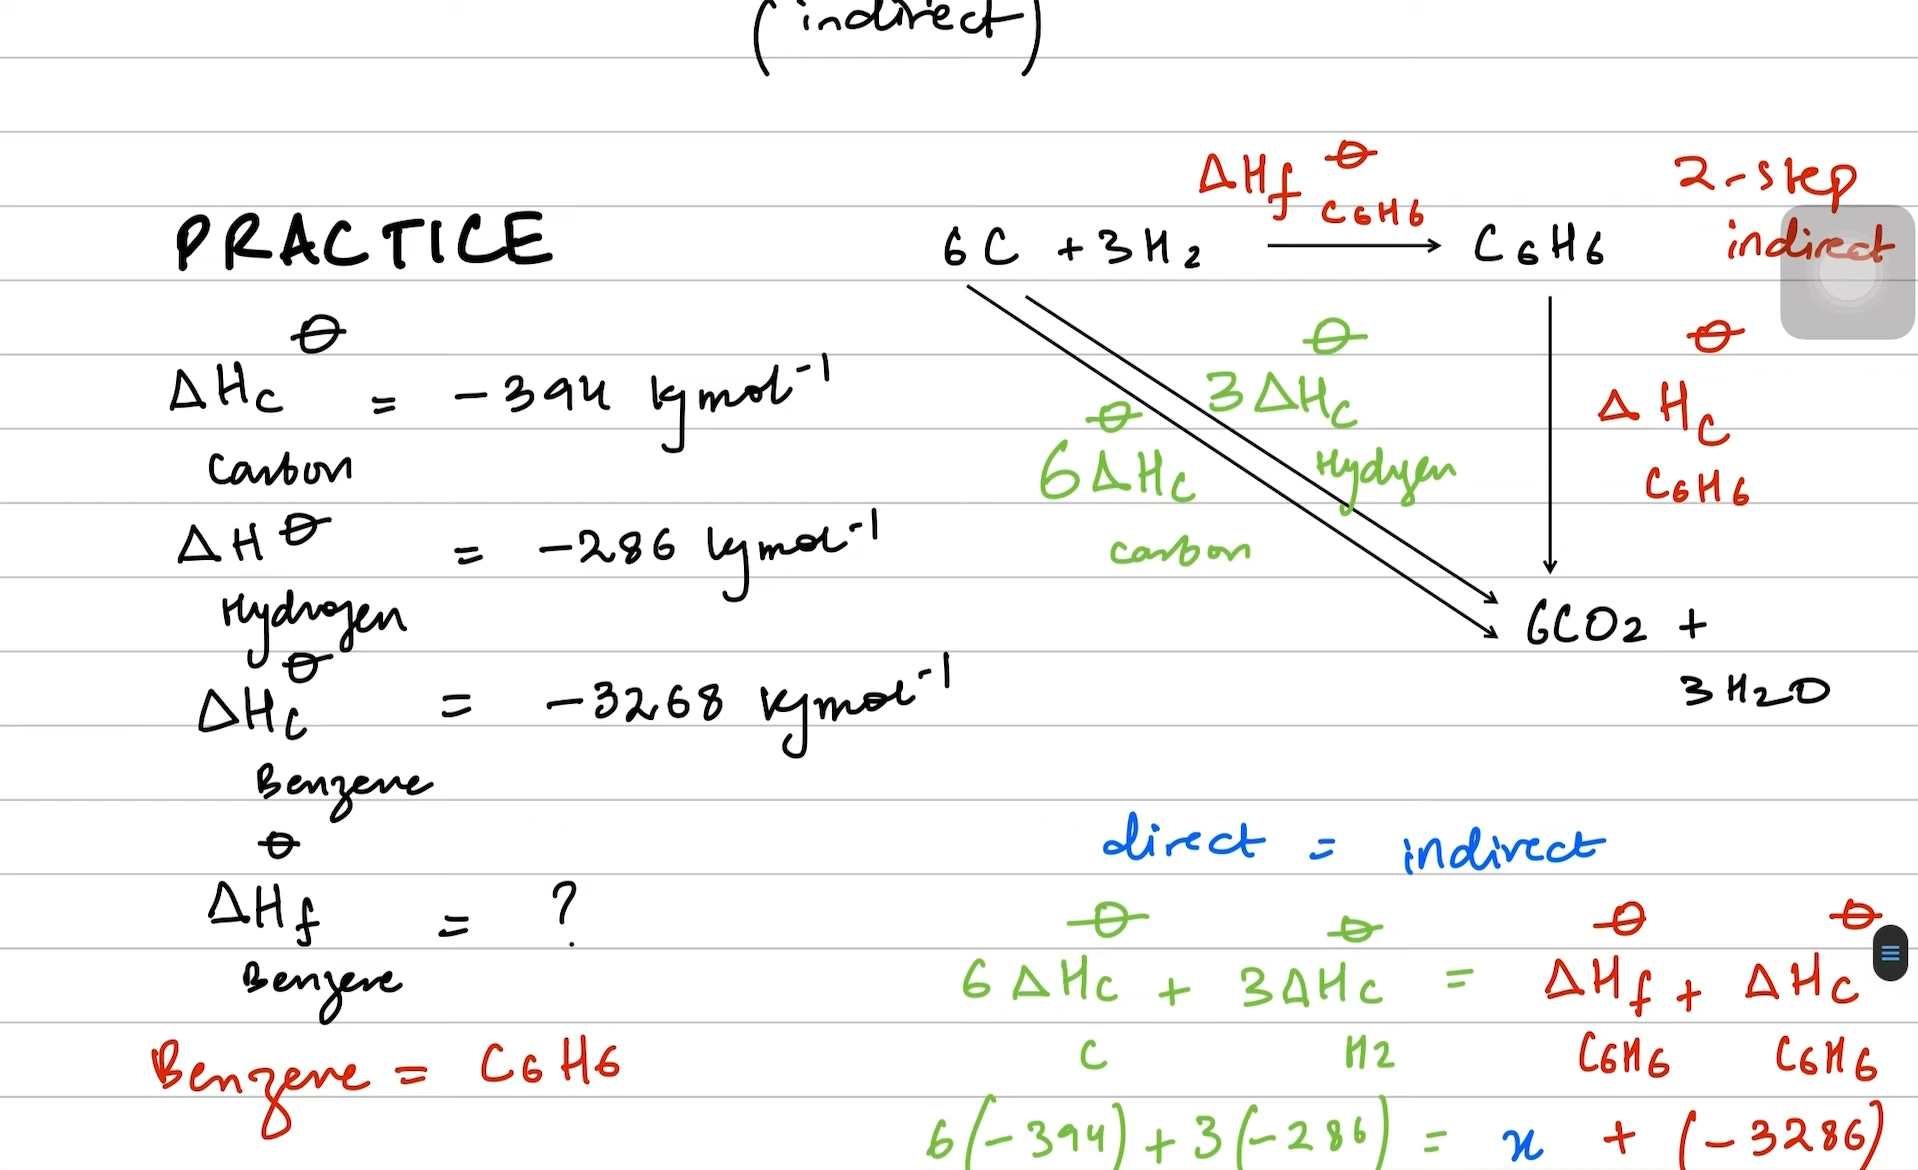 (indirect)
PRACTICE
ΔHc⦵ = -394 kJmol⁻¹
Carbon
ΔH⦵ = -286 kJmol⁻¹
Hydrogen
ΔHc⦵ = -3268 kJmol⁻¹
Benzene
ΔHf⦵ = ?
Benzene
Benzene = C6H6
ΔHf⦵ C6H6
2-step
indirect
6C + 3H2 → C6H6
3ΔHc⦵
Hydrogen
6ΔHc⦵
carbon
ΔHc⦵
C6H6
6CO2 +
3H2O
direct = indirect
6ΔHc⦵ + 3ΔHc⦵ = ΔHf⦵ + ΔHc⦵
C H2 C6H6 C6H6
6(-394) + 3(-286) = x + (-3286)